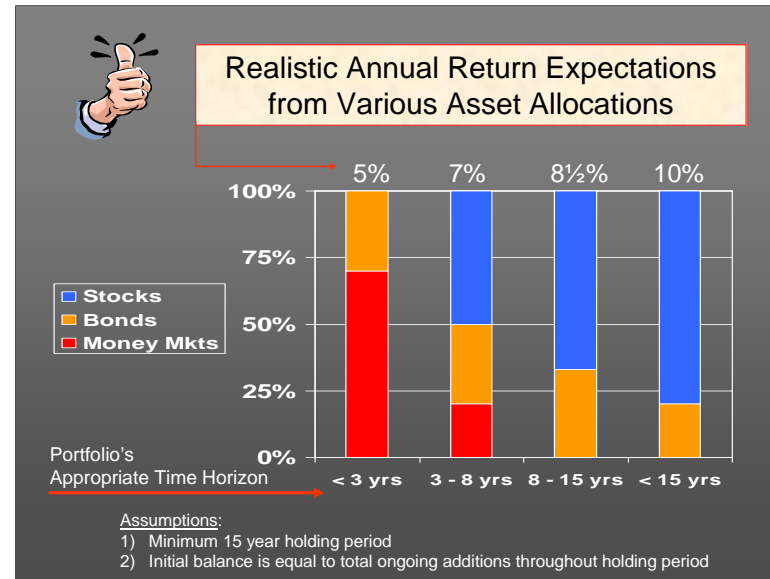 Realistic Annual Return Expectations
from Various Asset Allocations
5% 7% 8½% 10%
100%
75%
50%
25%
0%
Stocks
Bonds
Money Mkts
Portfolio's
Appropriate Time Horizon
< 3 yrs 3 - 8 yrs 8 - 15 yrs < 15 yrs
Assumptions:
1) Minimum 15 year holding period
2) Initial balance is equal to total ongoing additions throughout holding period